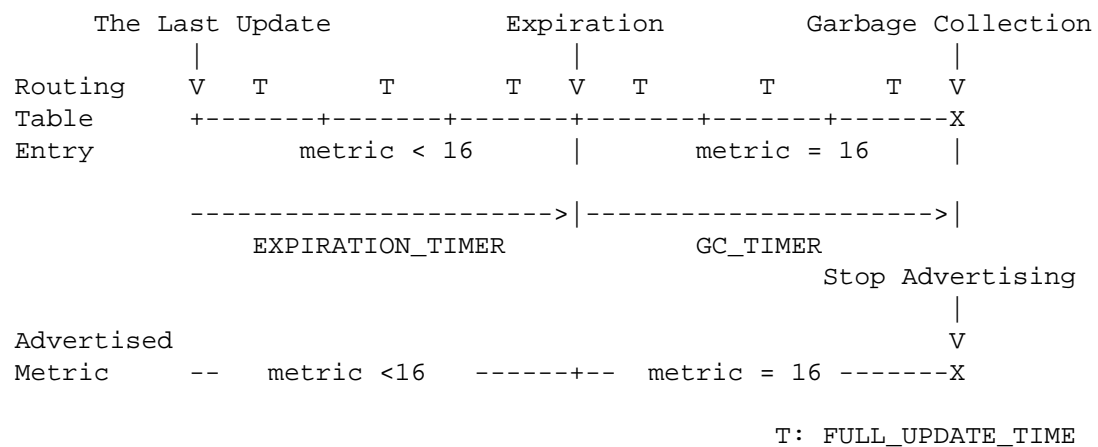 The Last Update Expiration Garbage Collection
| | |
Routing V T T T V T T T V
Table +-------+-------+-------+-------+-------+-------X
Entry metric < 16 | metric = 16 |
----------------------->|---------------------->|
EXPIRATION_TIMER GC_TIMER
Stop Advertising
|
Advertised V
Metric -- metric <16 ------+-- metric = 16 -------X
T: FULL_UPDATE_TIME